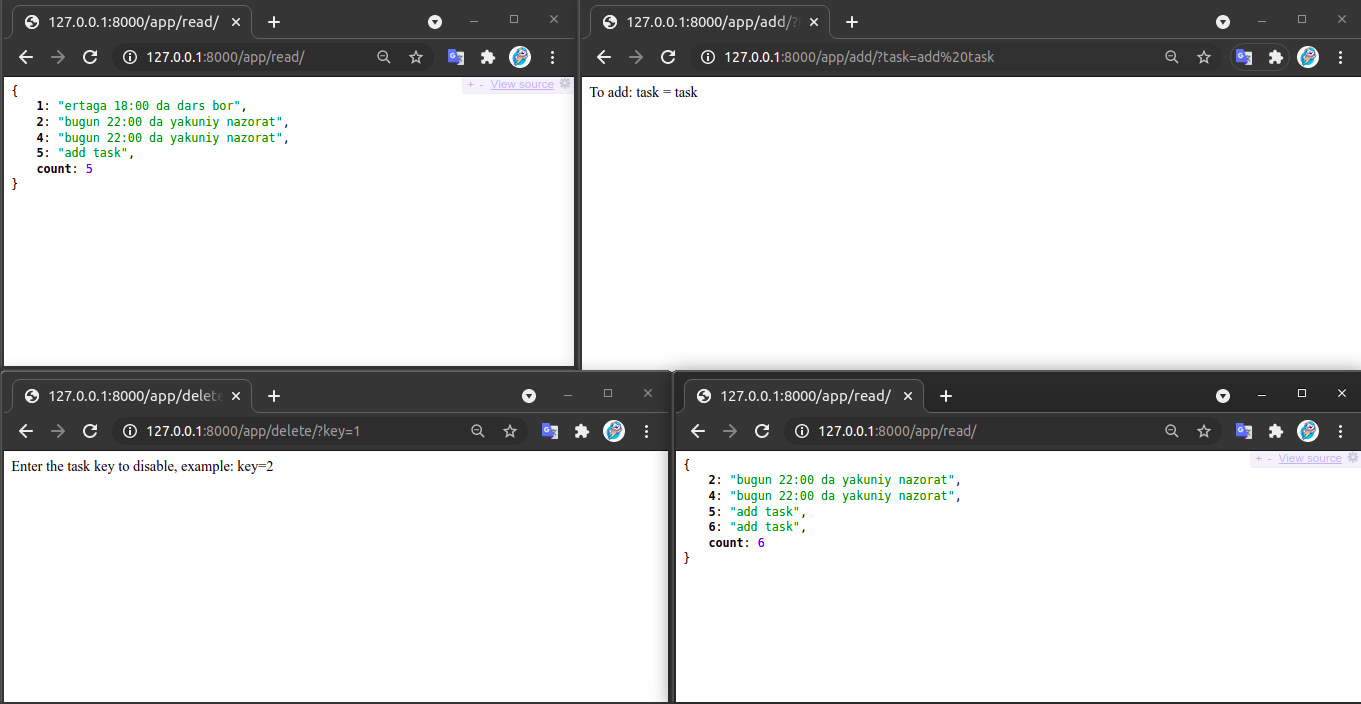 127.0.0.1:8000/app/read/
127.0.0.1:8000/app/read/
+ - View source
{
1: "ertaga 18:00 da dars bor",
2: "bugun 22:00 da yakuniy nazorat",
4: "bugun 22:00 da yakuniy nazorat",
5: "add task",
count: 5
}
127.0.0.1:8000/app/add/?
127.0.0.1:8000/app/add/?task=add%20task
To add: task = task
127.0.0.1:8000/app/delete
127.0.0.1:8000/app/delete/?key=1
Enter the task key to disable, example: key=2
127.0.0.1:8000/app/read/
127.0.0.1:8000/app/read/
+ - View source
{
2: "bugun 22:00 da yakuniy nazorat",
4: "bugun 22:00 da yakuniy nazorat",
5: "add task",
6: "add task",
count: 6
}